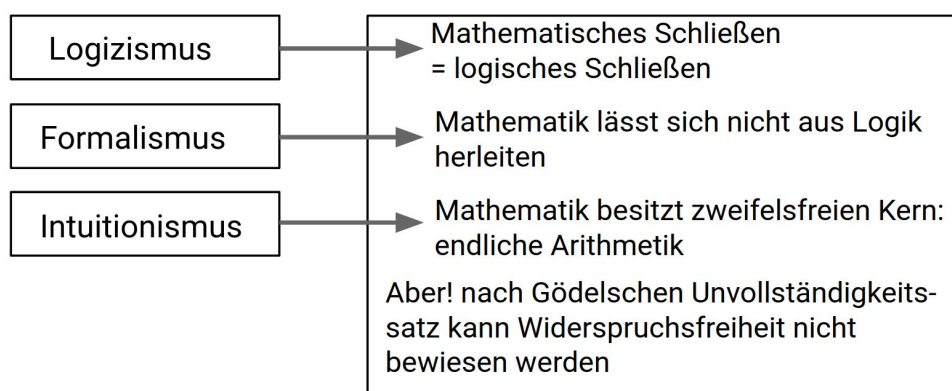 Logizismus
Mathematisches Schließen
= logisches Schließen
Formalismus
Mathematik lässt sich nicht aus Logik
herleiten
Intuitionismus
Mathematik besitzt zweifelsfreien Kern:
endliche Arithmetik
Aber! nach Gödelschen Unvollständigkeits-
satz kann Widerspruchsfreiheit nicht
bewiesen werden